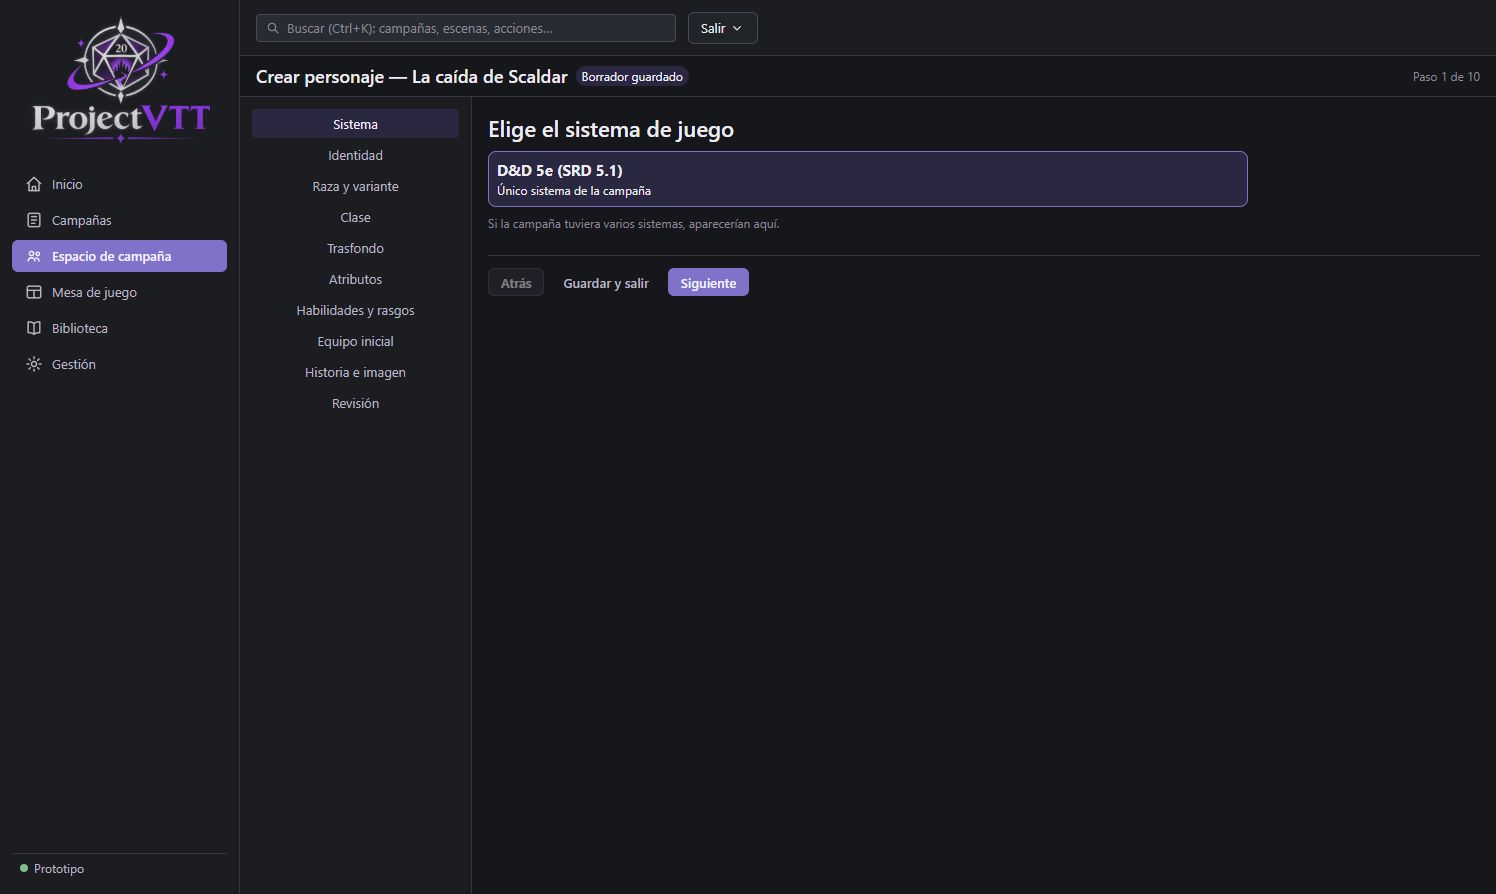 20
ProjectVTT
Inicio
Campañas
Espacio de campaña
Mesa de juego
Biblioteca
Gestión
Prototipo
Buscar (Ctrl+K): campañas, escenas, acciones...
Salir
Crear personaje — La caída de Scaldar
Borrador guardado
Paso 1 de 10
Sistema
Identidad
Raza y variante
Clase
Trasfondo
Atributos
Habilidades y rasgos
Equipo inicial
Historia e imagen
Revisión
Elige el sistema de juego
D&D 5e (SRD 5.1)
Único sistema de la campaña
Si la campaña tuviera varios sistemas, aparecerían aquí.
Atrás
Guardar y salir
Siguiente